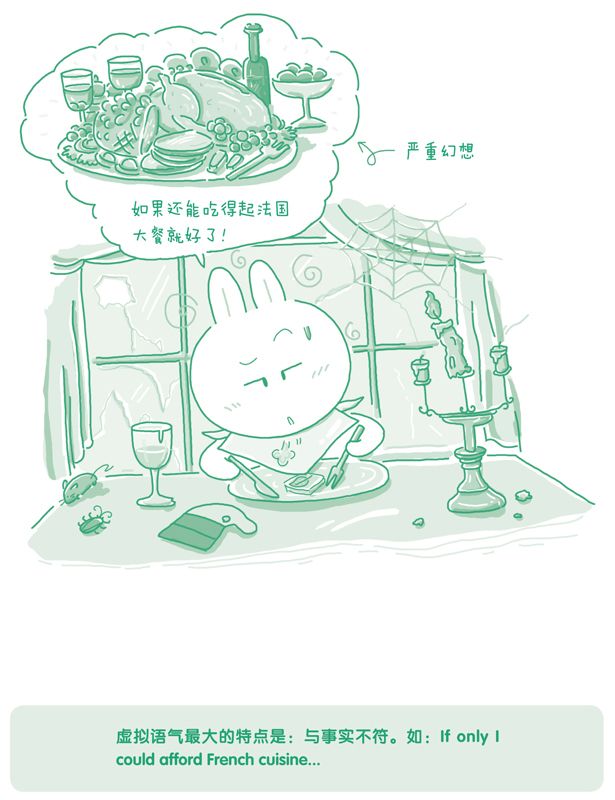 严重幻想
如果还能吃得起法国
大餐就好了!
虚拟语气最大的特点是：与事实不符。如：If only I
could afford French cuisine...